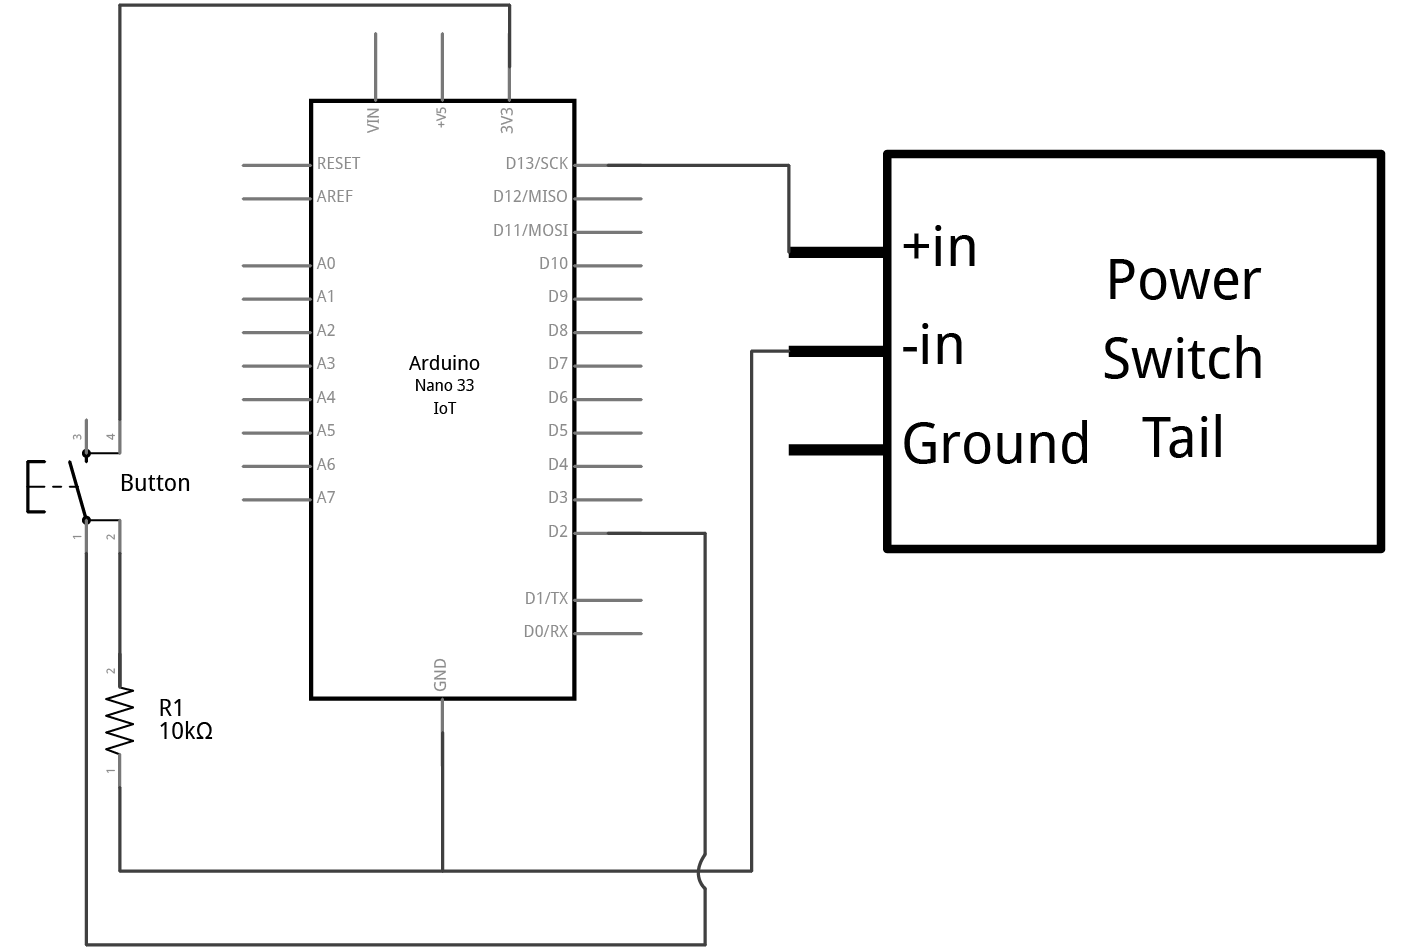 VIN
+V5
3V3
RESET
AREF
A0
A1
A2
A3
A4
A5
A6
A7
D13/SCK
D12/MISO
D11/MOSI
D10
D9
D8
D7
D6
D5
D4
D3
D2
D1/TX
D0/RX
GND
Arduino
Nano 33
IoT
+in
-in
Ground
Power
Switch
Tail
3
4
Button
1
2
2
R1
10kΩ
1